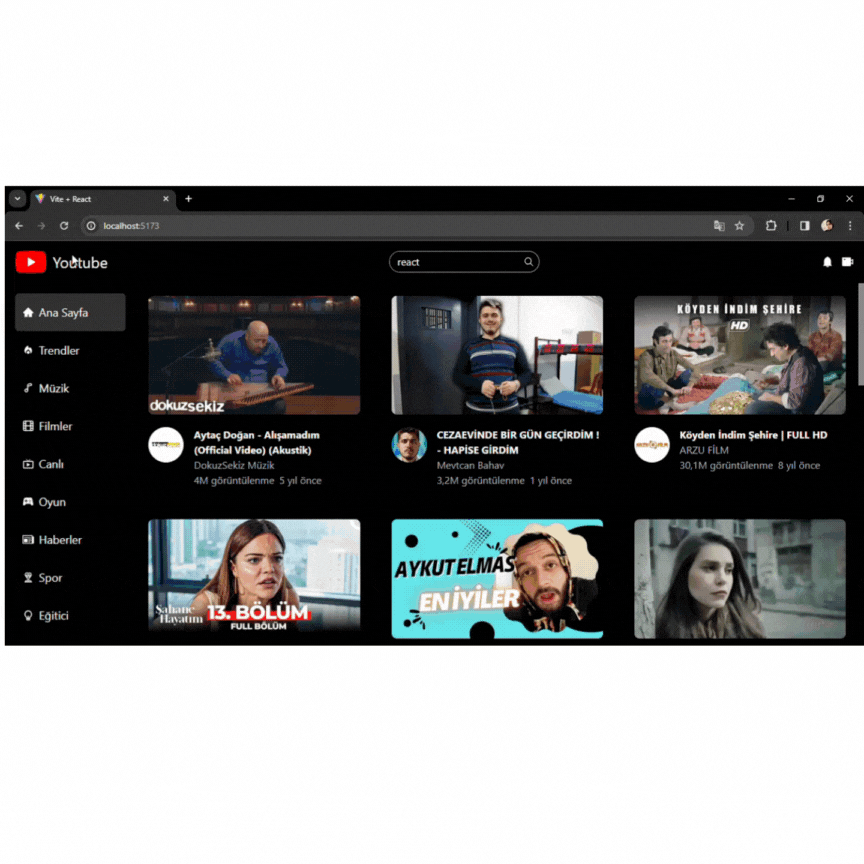 Vite + React
localhost:5173
Youtube
react
Ana Sayfa
Trendler
Müzik
Filmler
Canlı
Oyun
Haberler
Spor
Eğitici
dokuzsekiz
Aytaç Doğan - Alışamadım
(Official Video) (Akustik)
DokuzSekiz Müzik
4M görüntülenme 5 yıl önce
CEZAEVİNDE BİR GÜN GEÇİRDİM !
- HAPİSE GİRDİM
Mevtcan Bahav
3,2M görüntülenme 1 yıl önce
KÖYDEN İNDİM ŞEHİRE
HD
Köyden İndim Şehire | FULL HD
ARZU FİLM
30,1M görüntülenme 8 yıl önce
Şahane
Hayatım
13. BÖLÜM
FULL BÖLÜM
AYKUT ELMAS
EN İYİLER